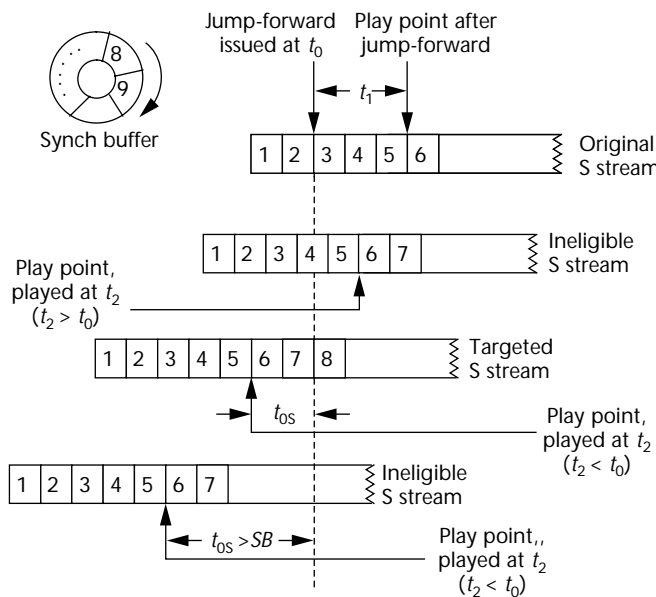 Jump-forward
issued at t0
Play point after
jump-forward
8
9
Synch buffer
t1
1 2 3 4 5 6
Original
S stream
1 2 3 4 5 6 7
Ineligible
S stream
Play point,
played at t2
(t2 > t0)
1 2 3 4 5 6 7 8
Targeted
S stream
t0S
Play point,
played at t2
(t2 < t0)
1 2 3 4 5 6 7
Ineligible
S stream
t0S > SB
Play point,,
played at t2
(t2 < t0)